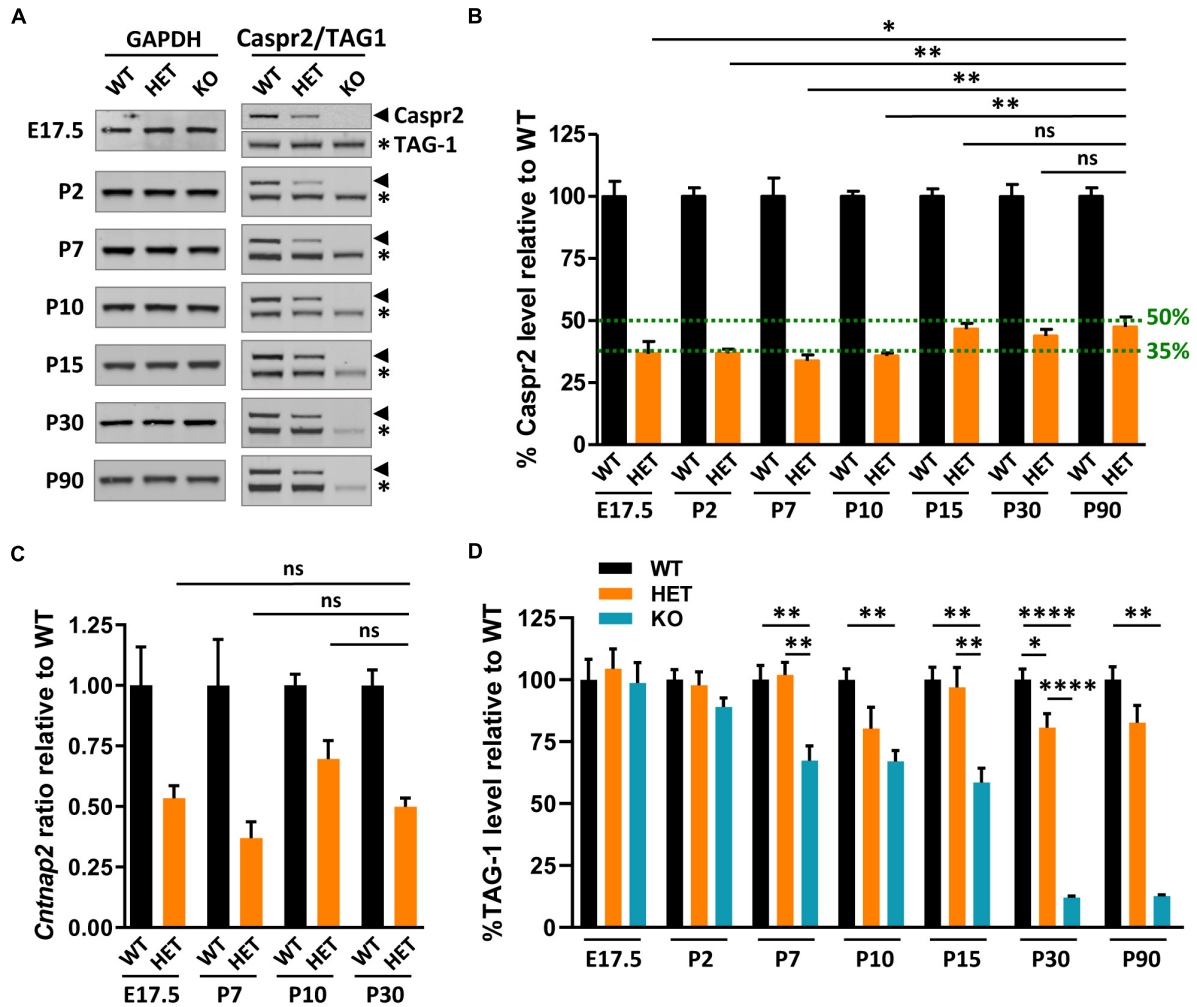 A
GAPDH Caspr2/TAG1
WT HET KO WT HET KO
E17.5 ◄ Caspr2
* TAG-1
P2 ◄
*
P7 ◄
*
P10 ◄
*
P15 ◄
*
P30 ◄
*
P90 ◄
*
B
*
**
**
**
ns
ns
% Caspr2 level relative to WT
125
100
75
50
25
0
50%
35%
WT HET WT HET WT HET WT HET WT HET WT HET WT HET
E17.5 P2 P7 P10 P15 P30 P90
C
ns
ns
ns
Cntnap2 ratio relative to WT
1.25
1.00
0.75
0.50
0.25
0.00
WT HET WT HET WT HET WT HET
E17.5 P7 P10 P30
D
WT
HET
KO
%TAG-1 level relative to WT
125
100
75
50
25
0
** ** ** **** **
** ** *
****
E17.5 P2 P7 P10 P15 P30 P90